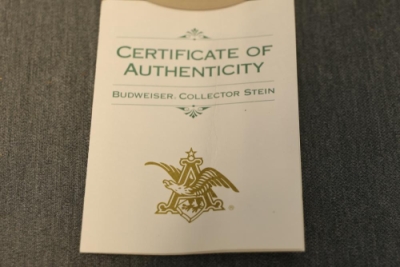 CERTIFICATE OF
AUTHENTICITY
BUDWEISER. COLLECTOR STEIN
A
®